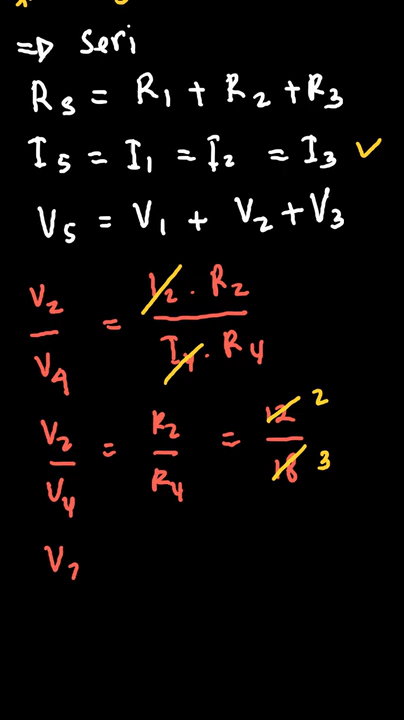 => Seri
Rs = R1 + R2 + R3
Is = I1 = I2 = I3 ✓
Vs = V1 + V2 + V3
V2/V4 = I2 . R2 / I4 . R4
V2/V4 = R2/R4 = 12/18 2/3
V2